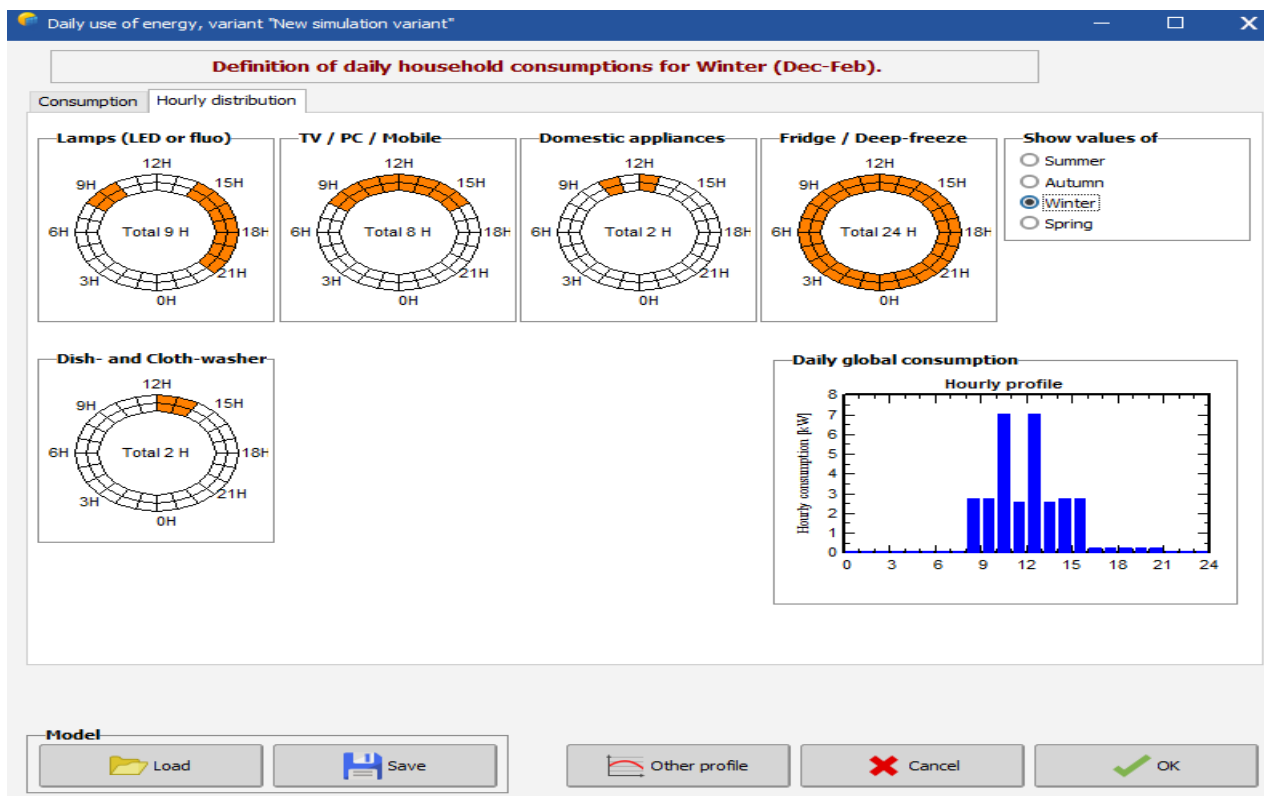 Daily use of energy, variant "New simulation variant"
Definition of daily household consumptions for Winter (Dec-Feb).
Consumption
Hourly distribution
Lamps (LED or fluo)
12H
9H
15H
6H
Total 9 H
18H
3H
21H
0H
TV / PC / Mobile
12H
9H
15H
6H
Total 8 H
18H
3H
21H
0H
Domestic appliances
12H
9H
15H
6H
Total 2 H
18H
3H
21H
0H
Fridge / Deep-freeze
12H
9H
15H
6H
Total 24 H
18H
3H
21H
0H
Show values of
Summer
Autumn
Winter
Spring
Dish- and Cloth-washer
12H
9H
15H
6H
Total 2 H
18H
3H
21H
0H
Daily global consumption
Hourly profile
Hourly consumption [kW]
8
7
6
5
4
3
2
1
0
0 3 6 9 12 15 18 21 24
Model
Load
Save
Other profile
Cancel
OK